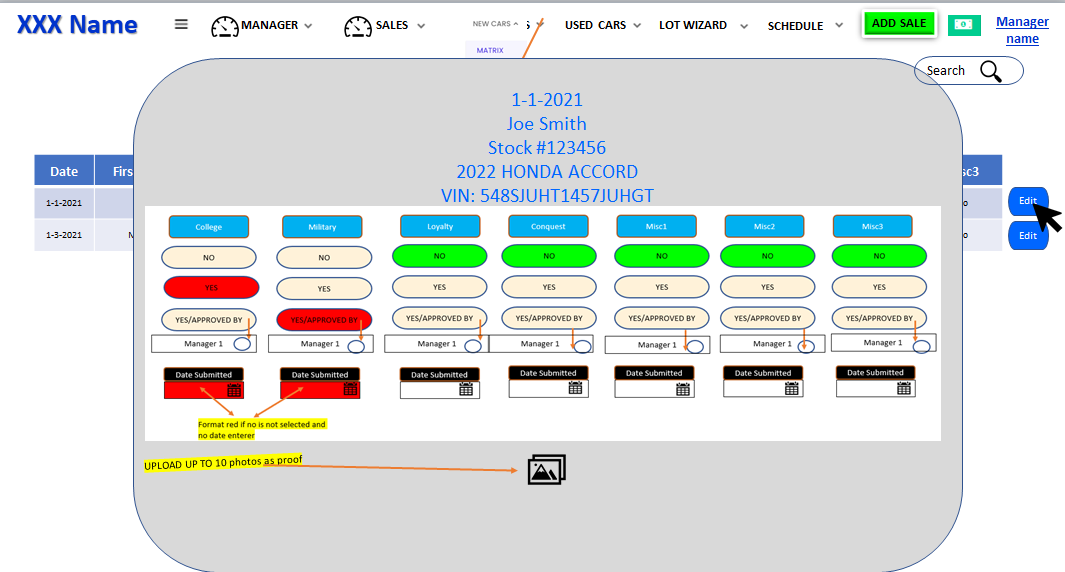 XXX Name
MANAGER
SALES
NEW CARS
S
USED CARS
LOT WIZARD
SCHEDULE
ADD SALE
Manager
name
MATRIX
Search
1-1-2021
Joe Smith
Stock #123456
2022 HONDA ACCORD
VIN: 548SJUHT1457JUHGT
Date
Firs
sc3
1-1-2021
o
Edit
1-3-2021
o
Edit
College
Military
Loyalty
Conquest
Misc1
Misc2
Misc3
NO
NO
NO
NO
NO
NO
NO
YES
YES
YES
YES
YES
YES
YES
YES/APPROVED BY
YES/APPROVED BY
YES/APPROVED BY
YES/APPROVED BY
YES/APPROVED BY
YES/APPROVED BY
YES/APPROVED BY
Manager 1
Manager 1
Manager 1
Manager 1
Manager 1
Manager 1
Manager 1
Date Submitted
Date Submitted
Date Submitted
Date Submitted
Date Submitted
Date Submitted
Date Submitted
Format red if no is not selected and
no date enterer
UPLOAD UP TO 10 photos as proof